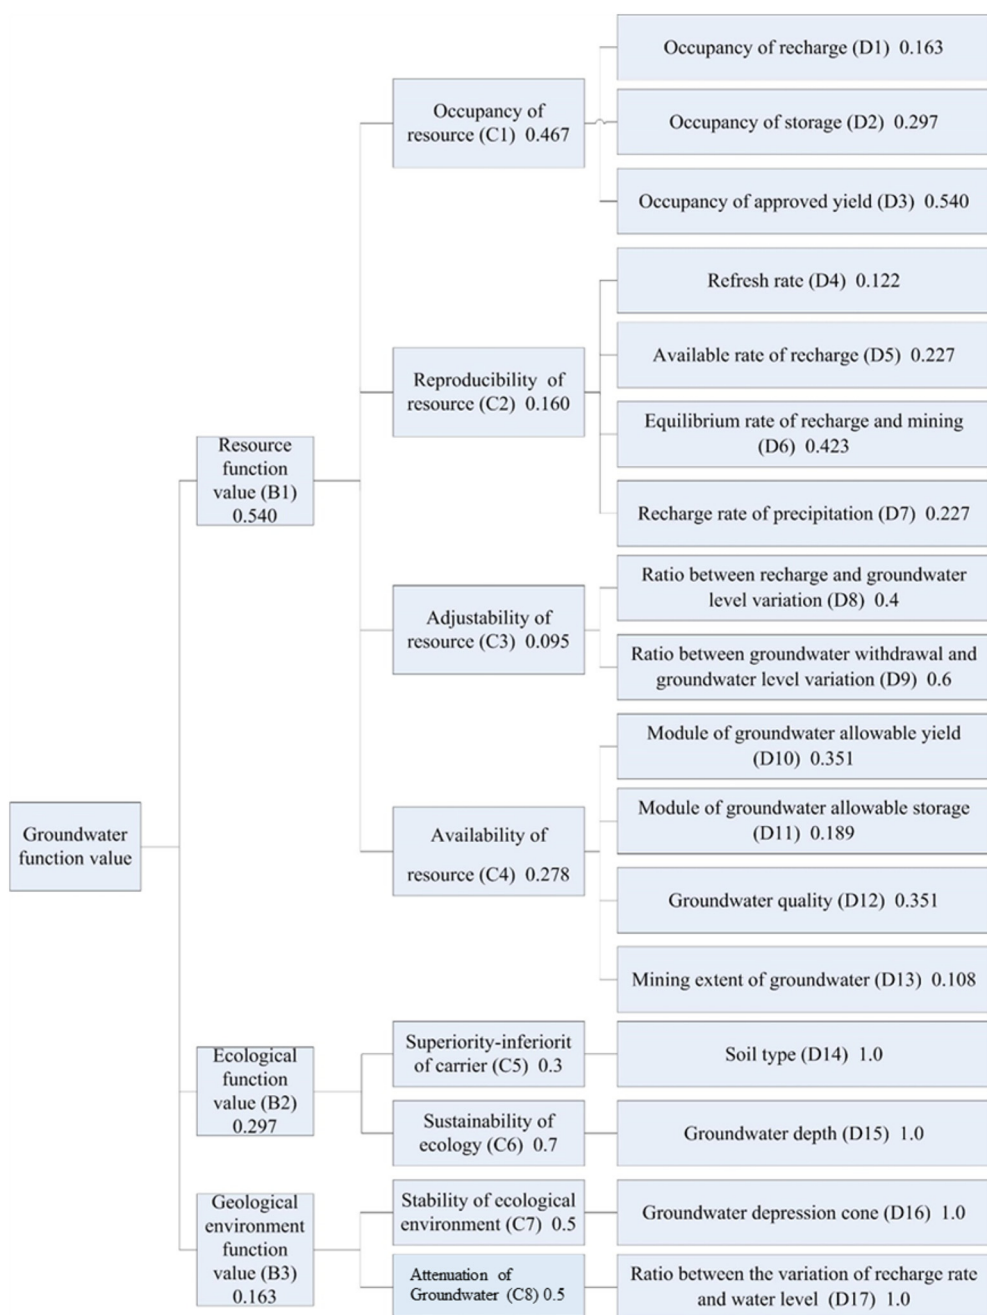 Groundwater
function value
Resource
function
value (B1)
0.540
Ecological
function
value (B2)
0.297
Geological
environment
function
value (B3)
0.163
Occupancy of
resource (C1) 0.467
Reproducibility of
resource (C2) 0.160
Adjustability of
resource (C3) 0.095
Availability of
resource (C4) 0.278
Superiority-inferiorit
of carrier (C5) 0.3
Sustainability of
ecology (C6) 0.7
Stability of ecological
environment (C7) 0.5
Attenuation of
Groundwater (C8) 0.5
Occupancy of recharge (D1) 0.163
Occupancy of storage (D2) 0.297
Occupancy of approved yield (D3) 0.540
Refresh rate (D4) 0.122
Available rate of recharge (D5) 0.227
Equilibrium rate of recharge and mining
(D6) 0.423
Recharge rate of precipitation (D7) 0.227
Ratio between recharge and groundwater
level variation (D8) 0.4
Ratio between groundwater withdrawal and
groundwater level variation (D9) 0.6
Module of groundwater allowable yield
(D10) 0.351
Module of groundwater allowable storage
(D11) 0.189
Groundwater quality (D12) 0.351
Mining extent of groundwater (D13) 0.108
Soil type (D14) 1.0
Groundwater depth (D15) 1.0
Groundwater depression cone (D16) 1.0
Ratio between the variation of recharge rate
and water level (D17) 1.0